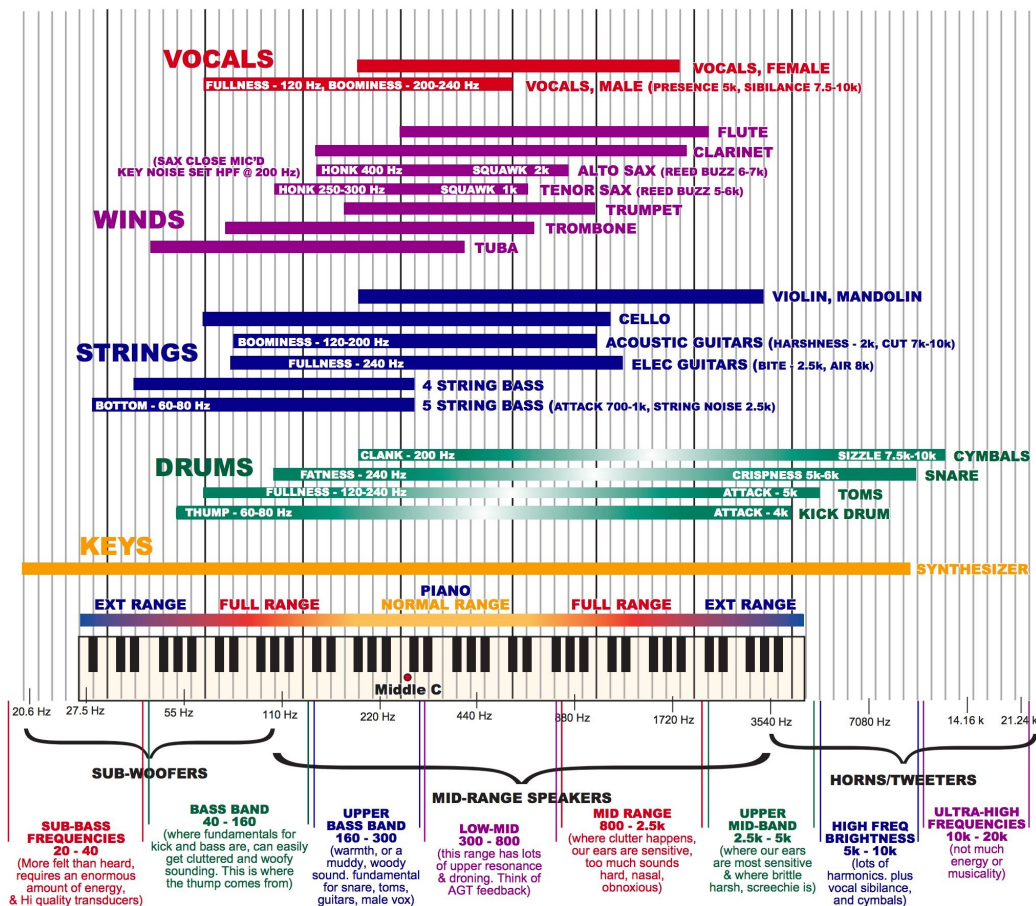 VOCALS
VOCALS, FEMALE
FULLNESS - 120 Hz, BOOMINESS - 200-240 Hz
VOCALS, MALE (PRESENCE 5k, SIBILANCE 7.5-10k)
FLUTE
CLARINET
(SAX CLOSE MIC'D
KEY NOISE SET HPF @ 200 Hz)
HONK 400 Hz SQUAWK 2k
ALTO SAX (REED BUZZ 6-7k)
HONK 250-300 Hz SQUAWK 1k
TENOR SAX (REED BUZZ 5-6k)
WINDS
TRUMPET
TROMBONE
TUBA
VIOLIN, MANDOLIN
CELLO
STRINGS
BOOMINESS - 120-200 Hz
ACOUSTIC GUITARS (HARSHNESS - 2k, CUT 7k-10k)
FULLNESS - 240 Hz
ELEC GUITARS (BITE - 2.5k, AIR 8k)
4 STRING BASS
BOTTOM - 60-80 Hz
5 STRING BASS (ATTACK 700-1k, STRING NOISE 2.5k)
DRUMS
CLANK - 200 Hz SIZZLE 7.5k-10k
CYMBALS
FATNESS - 240 Hz CRISPNESS 5k-6k
SNARE
FULLNESS - 120-240 Hz ATTACK - 5k
TOMS
THUMP - 60-80 Hz ATTACK - 4k
KICK DRUM
KEYS
SYNTHESIZER
PIANO
EXT RANGE FULL RANGE NORMAL RANGE FULL RANGE EXT RANGE
Middle C
20.6 Hz 27.5 Hz 55 Hz 110 Hz 220 Hz 440 Hz 880 Hz 1720 Hz 3540 Hz 7080 Hz 14.16 k 21.24 k
SUB-WOOFERS
MID-RANGE SPEAKERS
HORNS/TWEETERS
SUB-BASS
FREQUENCIES
20 - 40
(More felt than heard,
requires an enormous
amount of energy,
& Hi quality transducers)
BASS BAND
40 - 160
(where fundamentals for
kick and bass are, can easily
get cluttered and woofy
sounding. This is where
the thump comes from)
UPPER
BASS BAND
160 - 300
(warmth, or a
muddy, woody
sound. fundamental
for snare, toms,
guitars, male vox)
LOW-MID
300 - 800
(this range has lots
of upper resonance
& droning. Think of
AGT feedback)
MID RANGE
800 - 2.5k
(where clutter happens,
our ears are sensitive,
too much sounds
hard, nasal,
obnoxious)
UPPER
MID-BAND
2.5k - 5k
(where our ears
are most sensitive
& where brittle
harsh, screechie is)
HIGH FREQ
BRIGHTNESS
5k - 10k
(lots of
harmonics. plus
vocal sibilance,
and cymbals)
ULTRA-HIGH
FREQUENCIES
10k - 20k
(not much
energy or
musicality)